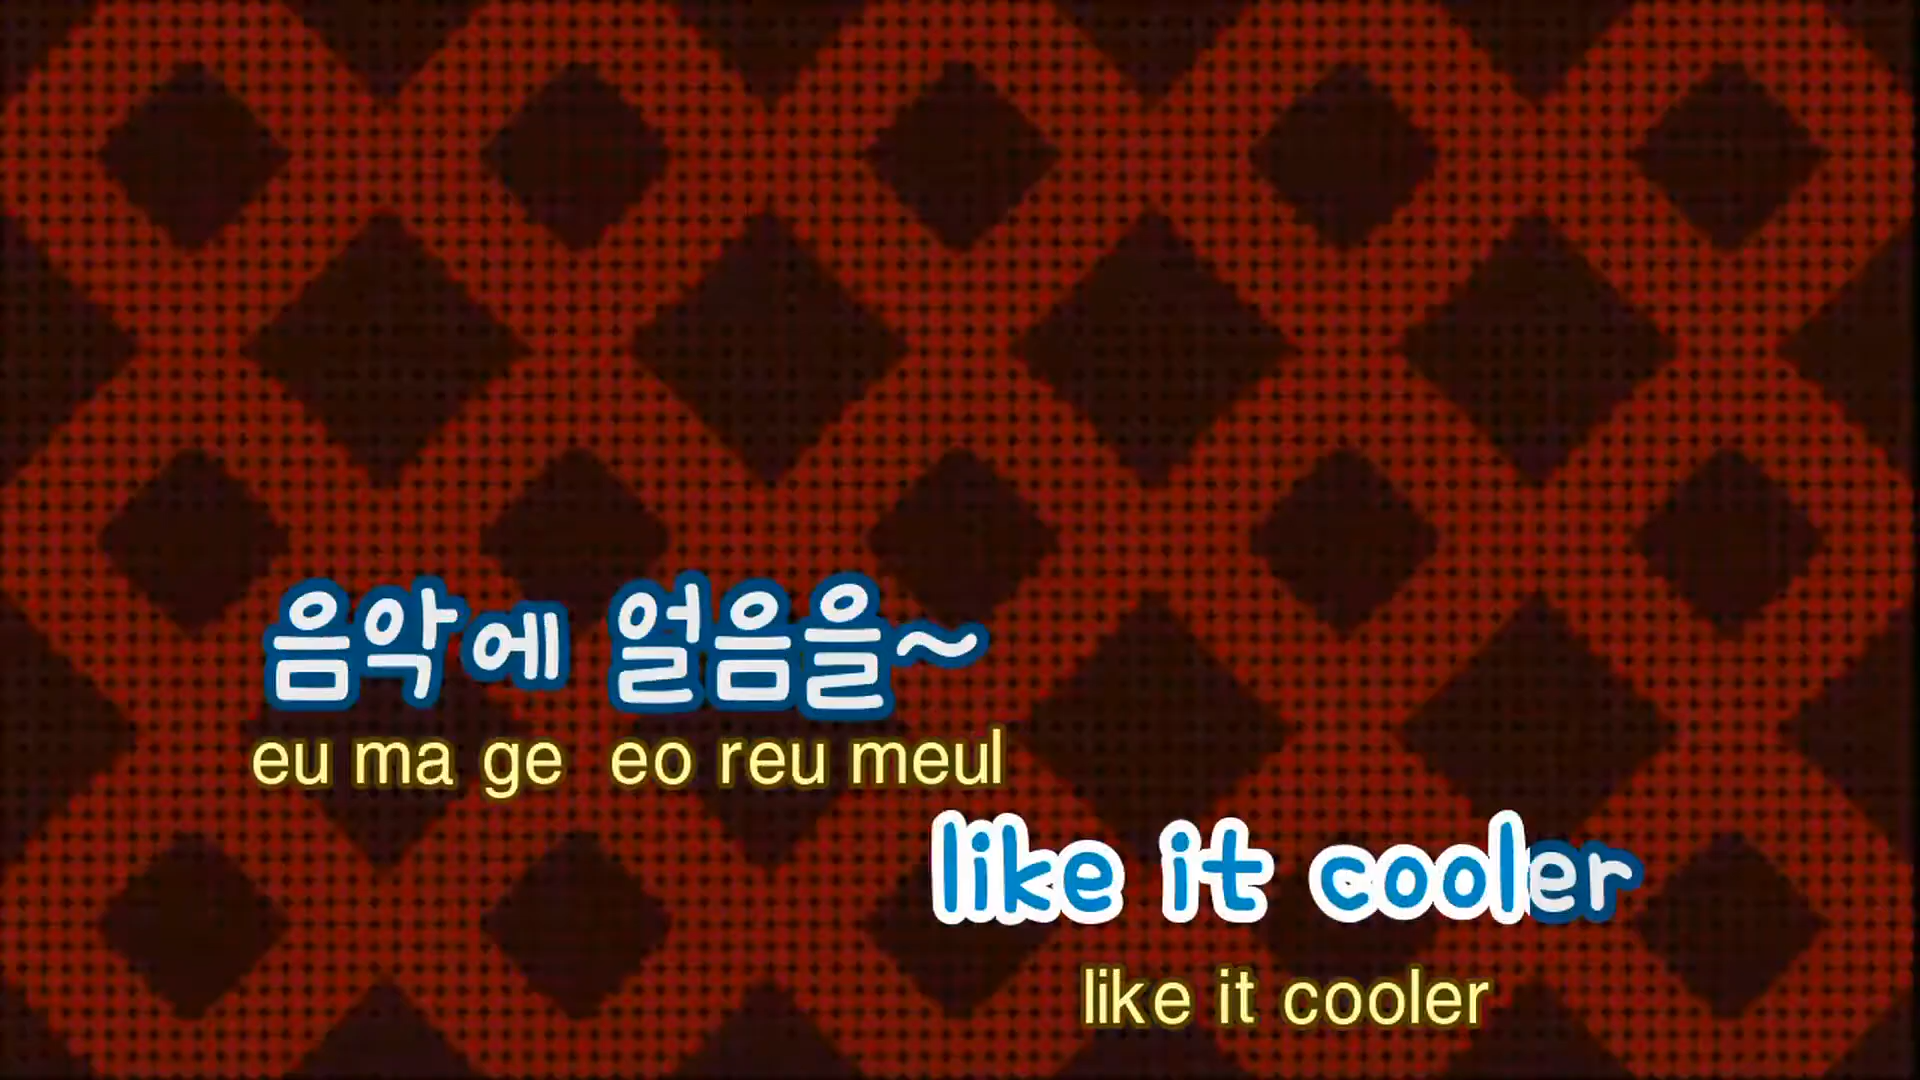 음악에 얼음을~
eu ma ge eo reu meul
like it cooler
like it cooler